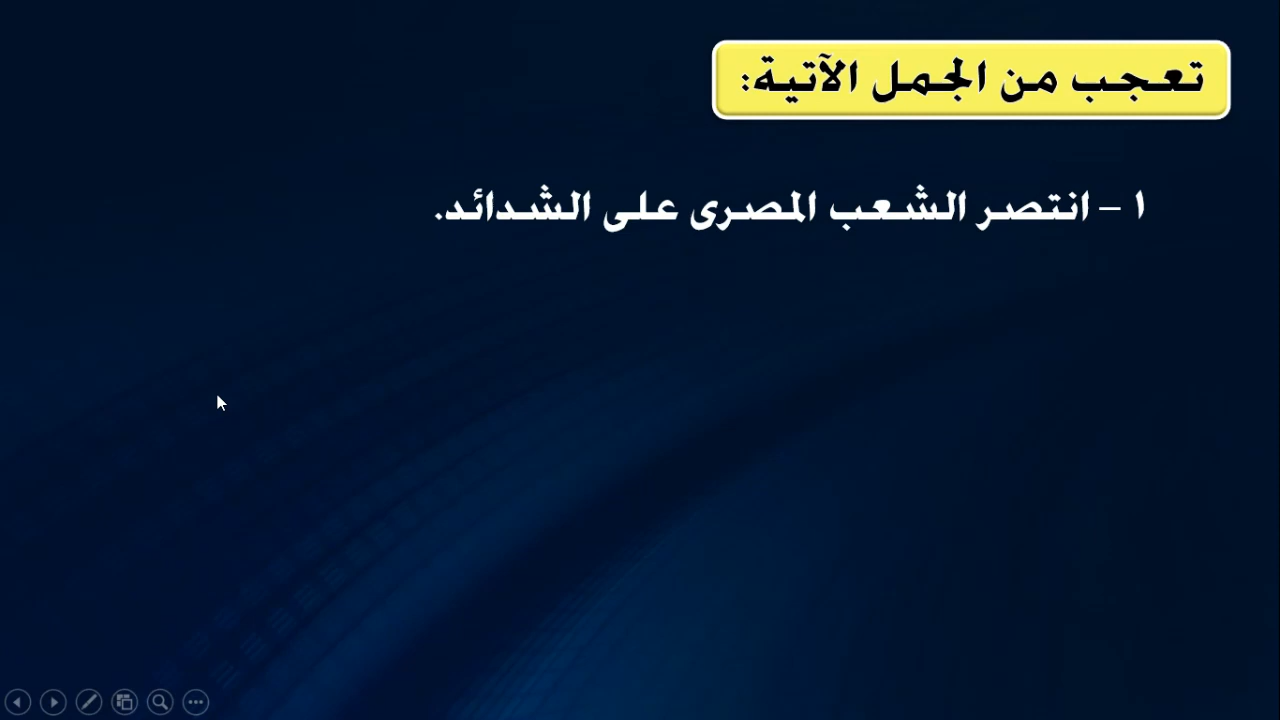 تعجب من الجمل الآتية:
١ – انتصر الشعب المصرى على الشدائد.